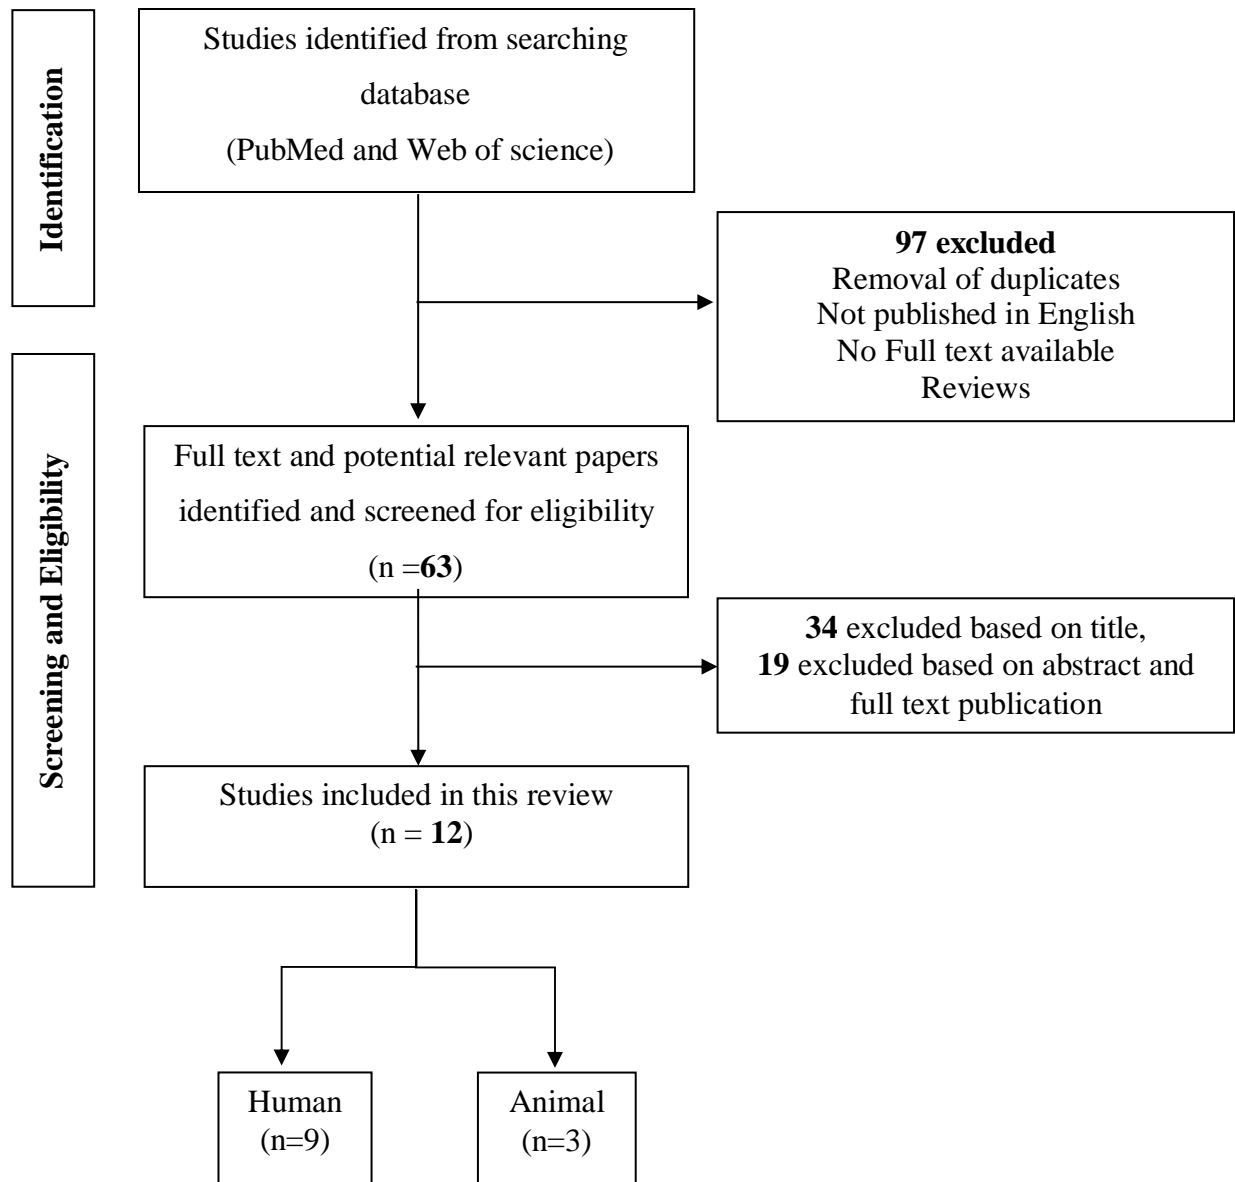 Identification
Studies identified from searching
database
(PubMed and Web of science)
97 excluded
Removal of duplicates
Not published in English
No Full text available
Reviews
Screening and Eligibility
Full text and potential relevant papers
identified and screened for eligibility
(n =63)
34 excluded based on title,
19 excluded based on abstract and
full text publication
Studies included in this review
(n = 12)
Human
(n=9)
Animal
(n=3)